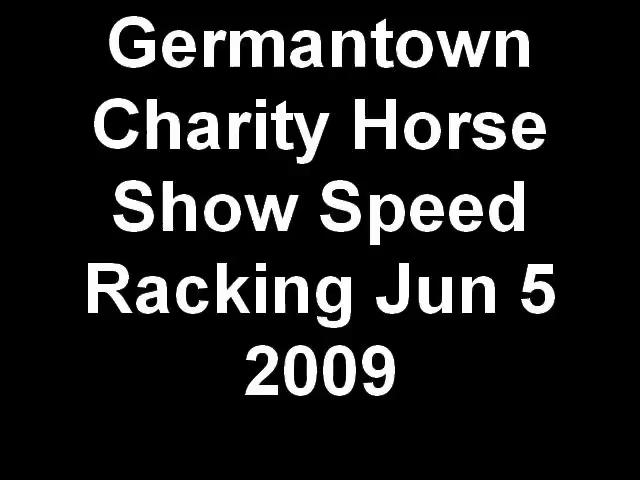 Germantown
Charity Horse
Show Speed
Racking Jun 5
2009